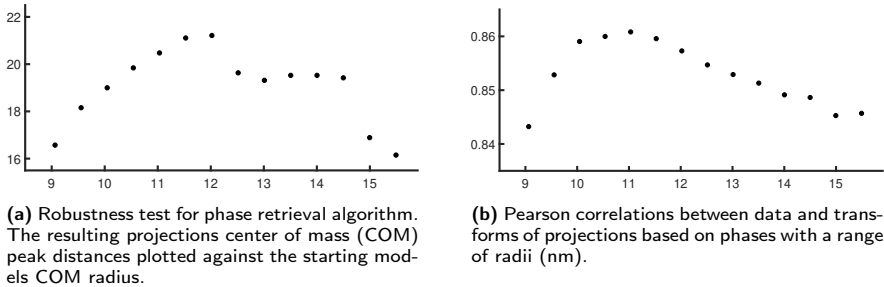 22
20
18
16
9 10 11 12 13 14 15
(a) Robustness test for phase retrieval algorithm.
The resulting projections center of mass (COM)
peak distances plotted against the starting mod-
els COM radius.
0.86
0.85
0.84
9 10 11 12 13 14 15
(b) Pearson correlations between data and trans-
forms of projections based on phases with a range
of radii (nm).